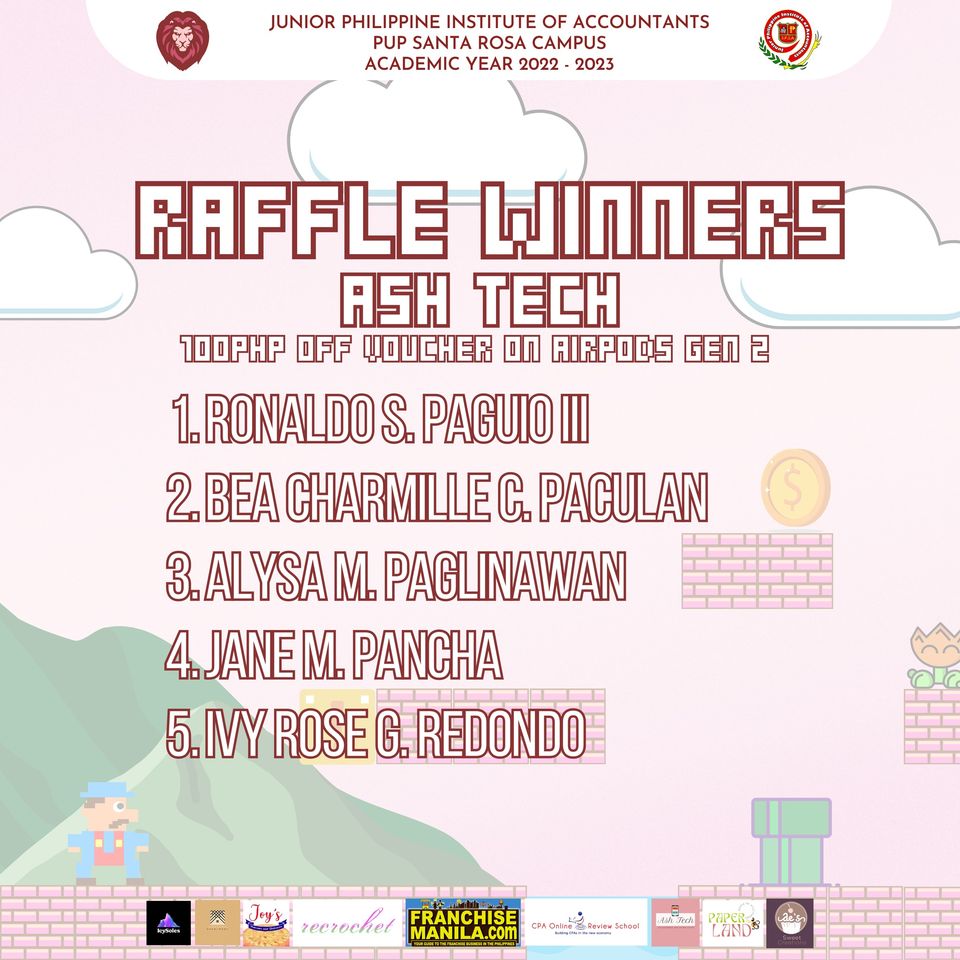 JUNIOR PHILIPPINE INSTITUTE OF ACCOUNTANTS
PUP SANTA ROSA CAMPUS
ACADEMIC YEAR 2022 - 2023
RAFFLE WINNERS
ASH TECH
100PHP OFF VOUCHER ON AIRPODS GEN 2
1. RONALDO S. PAGUIO III
2. BEA CHARMILLE C. PACULAN
3. ALYSA M. PAGLINAWAN
4. JANE M. PANCHA
5. IVY ROSE G. REDONDO
IcySoles
Joy's
recrochet
FRANCHISE
MANILA.com
YOUR GUIDE TO THE FRANCHISE BUSINESS IN THE PHILIPPINES
CPA Online Review School
Building CPAs in the new economy
Ash Tech
PAPER
LAND
Sweet
Creations